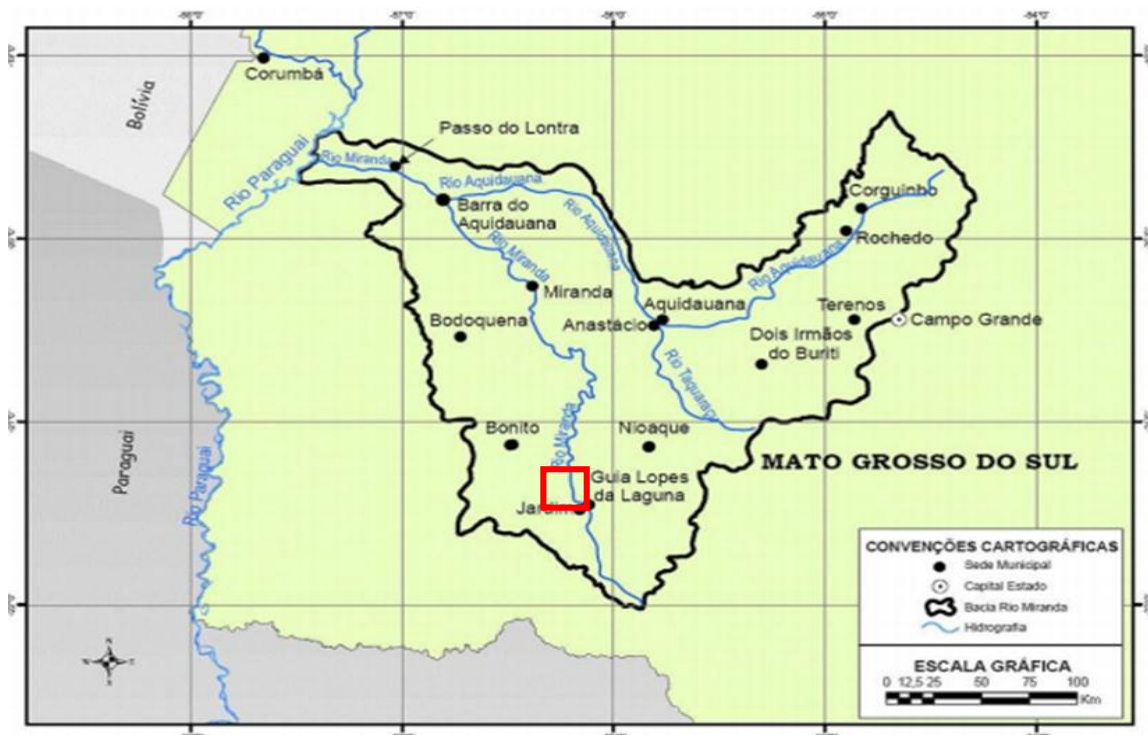 Corumbá
Bolívia
Passo do Lontra
Rio Paraguai
Rio Miranda
Rio Aquidauana
Barra do
Aquidauana
Rio Aquidauana
Corguinho
Rochedo
Rio Miranda
Rio Aquidauana
Miranda
Aquidauana
Anastácio
Terenos
Campo Grande
Bodoquena
Dois Irmãos
do Buriti
Rio
Bonito
Nioaque
Rio Miranda
MATO GROSSO DO SUL
Paraguai
Rio Paraguai
Guia Lopes
da Laguna
Jardim
CONVENÇÕES CARTOGRÁFICAS
Sede Municipal
Capital Estado
Bacia Rio Miranda
Hidrografia
ESCALA GRÁFICA
0 12,5 25 50 75 100
Km